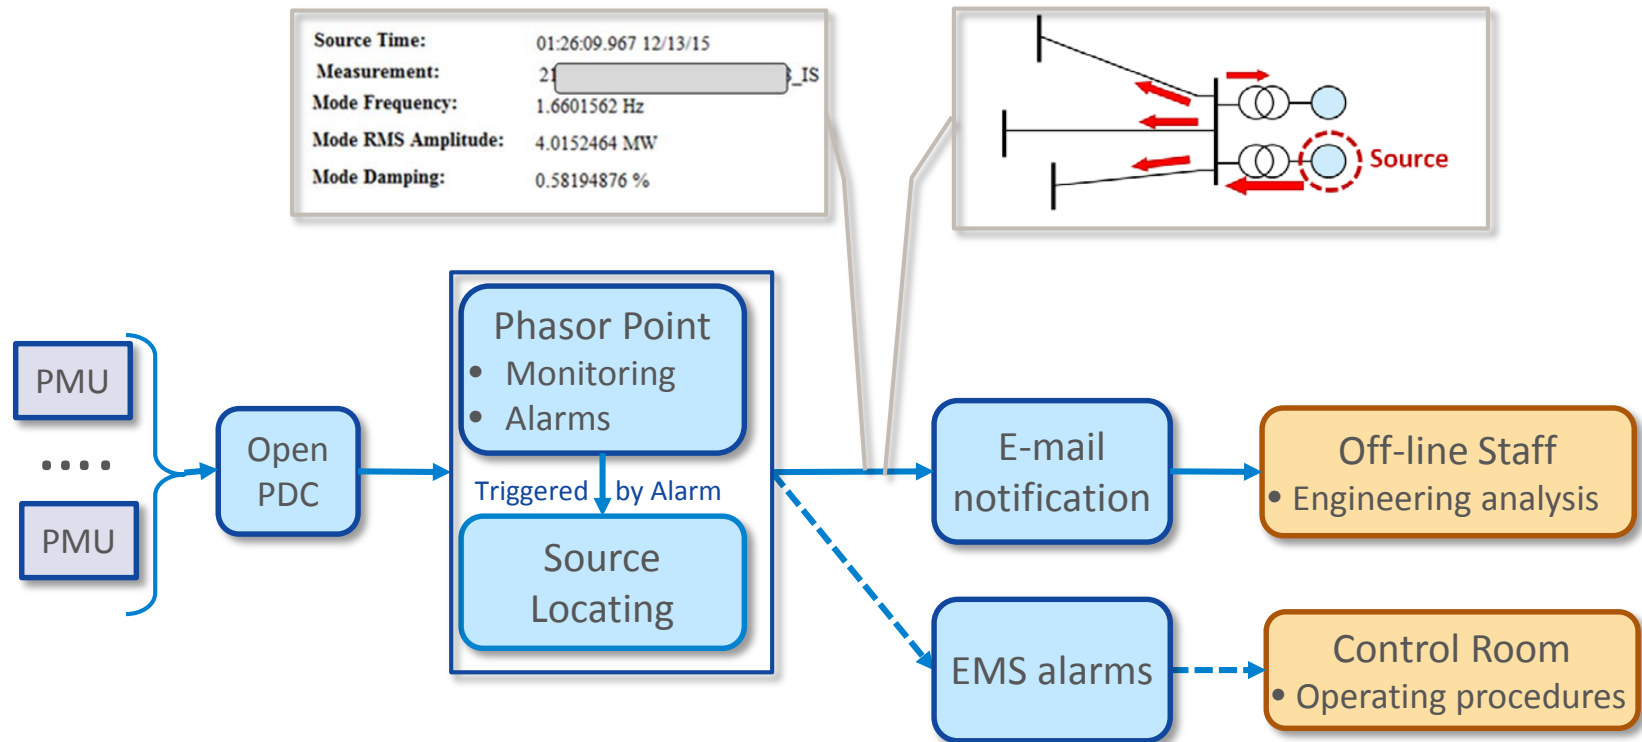 Source Time: 01:26:09.967 12/13/15
Measurement: 21 _IS
Mode Frequency: 1.6601562 Hz
Mode RMS Amplitude: 4.0152464 MW
Mode Damping: 0.58194876 %
Source
PMU
....
PMU
Open
PDC
Phasor Point
• Monitoring
• Alarms
Triggered by Alarm
Source
Locating
E-mail
notification
Off-line Staff
• Engineering analysis
EMS alarms
Control Room
• Operating procedures